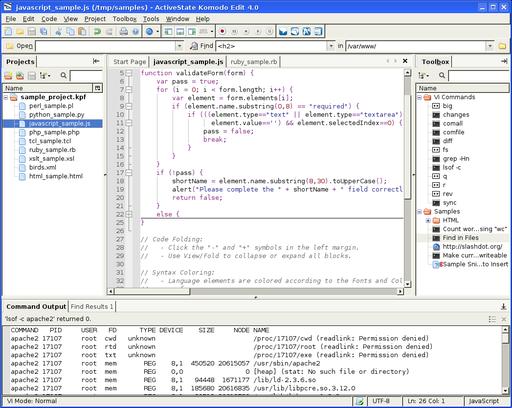 javascript_sample.js (/tmp/samples) - ActiveState Komodo Edit 4.0
File Edit Code View Project Toolbox Tools Window Help
Open Find <h2> in /var/www/
Projects
Name
sample_project.kpf
perl_sample.pl
python_sample.py
javascript_sample.js
php_sample.php
tcl_sample.tcl
ruby_sample.rb
xslt_sample.xsl
birds.xml
html_sample.html
Start Page javascript_sample.js ruby_sample.rb
5 function validateForm(form) {
6 var pass = true;
7 for (i = 0; i < form.length; i++) {
8 var element = form.elements[i];
9 if (element.name.substring(0,8) == "required") {
10 if (((element.type=="text" || element.type=="textarea")
11 element.value=='') && element.selectedIndex==0) {
12 pass = false;
13 break;
14 }
15 }
16 }
17 if (!pass) {
18 shortName = element.name.substring(8,30).toUpperCase();
19 alert("Please complete the " + shortName + " field correctl
20 return false;
21 }
22 else {
25 }
26
27 // Code Folding:
28 // - Click the "-" and "+" symbols in the left margin.
29 // - Use View/Fold to collapse or expand all blocks.
30
31 // Syntax Coloring:
32 // - Language elements are colored according to the Fonts and Col
Toolbox
Name
Vi Commands
big
changes
comall
comfile
diff
fs
grep -Hn
lsof -c
q
r
rev
sync
Samples
HTML
Count wor...sing "wc"
Find in Files
http://slashdot.org/
Make curr...writeable
Sample Sni...to Insert
Command Output Find Results 1
'lsof -c apache2' returned 0.
COMMAND PID USER FD TYPE DEVICE SIZE NODE NAME
apache2 17107 root cwd unknown /proc/17107/cwd (readlink: Permission denied)
apache2 17107 root rtd unknown /proc/17107/root (readlink: Permission denied)
apache2 17107 root txt unknown /proc/17107/exe (readlink: Permission denied)
apache2 17107 root mem REG 8,1 450520 20615057 /usr/sbin/apache2
apache2 17107 root mem REG 0,0 0 [heap] (stat: No such file or directory)
apache2 17107 root mem REG 8,1 94448 1671177 /lib/ld-2.3.6.so
apache2 17107 root mem REG 8,1 185680 20616835 /usr/lib/libpcre.so.3.12.0
VI Mode: Normal UTF-8 Ln: 26 Col: 1 JavaScript